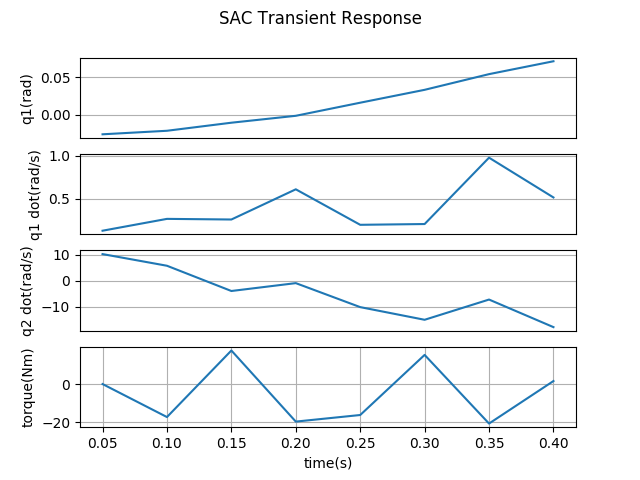 SAC Transient Response
q1(rad)
0.05
0.00
q1 dot(rad/s)
1.0
0.5
q2 dot(rad/s)
10
0
−10
torque(Nm)
0
−20
0.05 0.10 0.15 0.20 0.25 0.30 0.35 0.40
time(s)